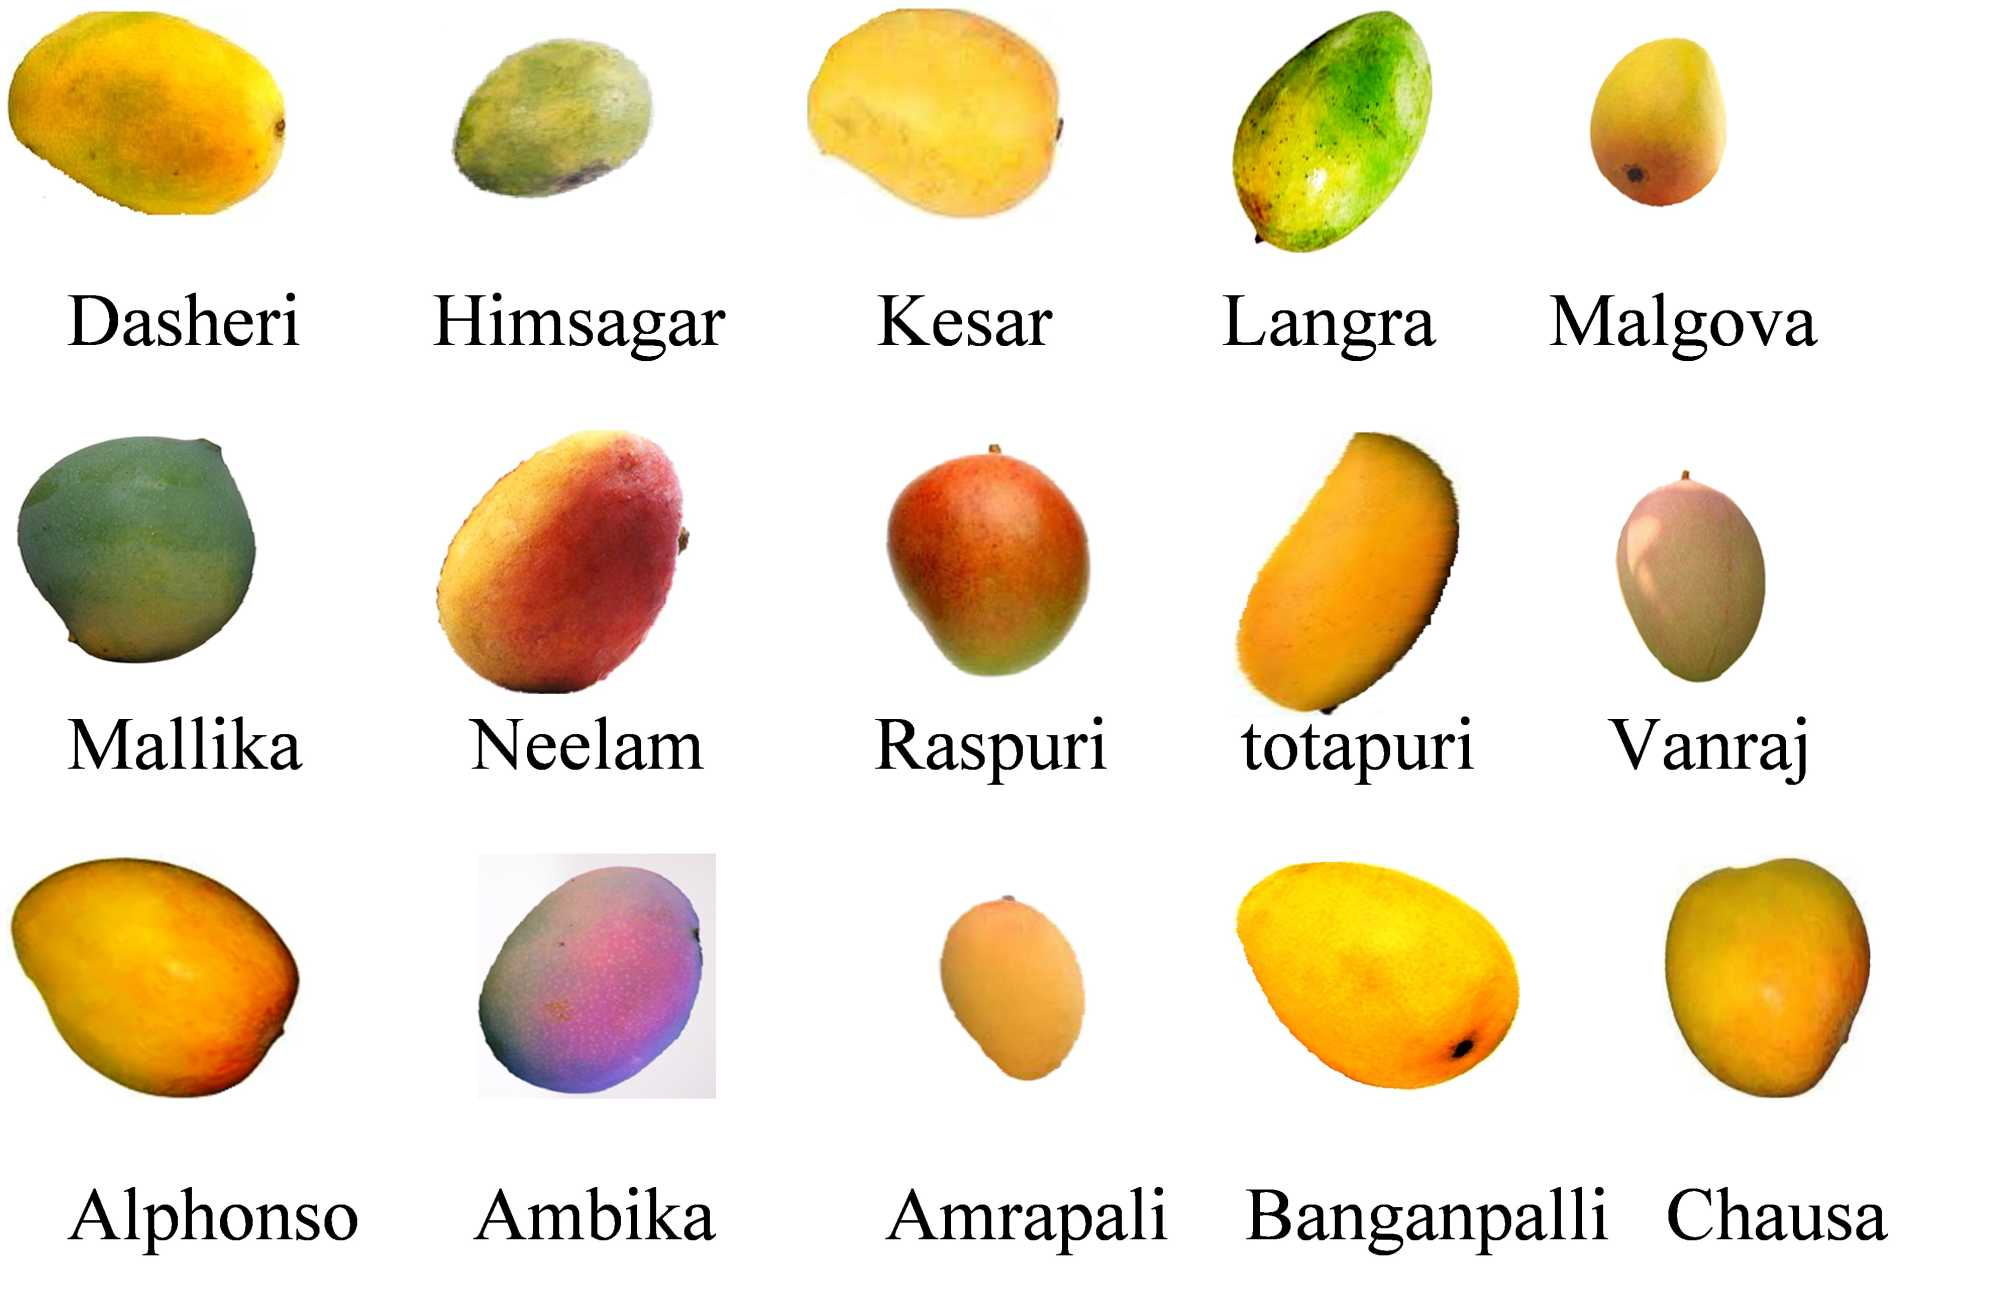 Dasheri Himsagar Kesar Langra Malgova
Mallika Neelam Raspuri totapuri Vanraj
Alphonso Ambika Amrapali Banganpalli Chausa